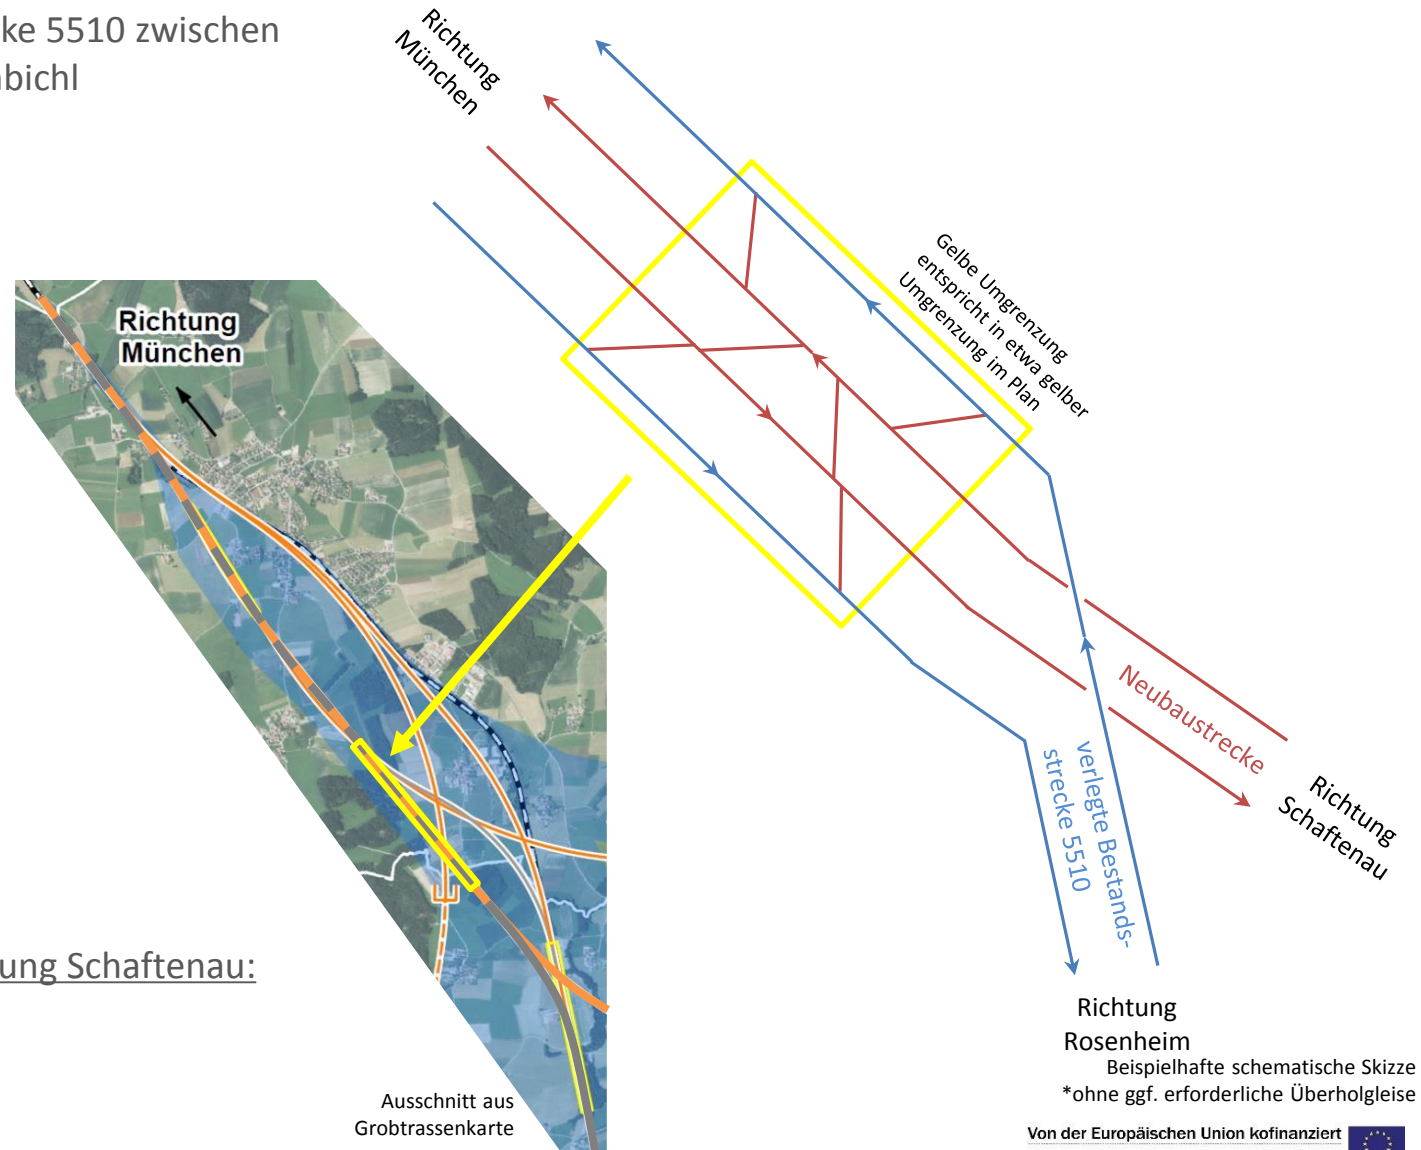 ke 5510 zwischen
bichl
Richtung
München
Gelbe Umgrenzung
entspricht in etwa gelber
Umgrenzung im Plan
Richtung
München
Neubaustrecke
verlegte Bestands-
strecke 5510
Richtung
Schaftenau
ung Schaftenau:
Richtung
Rosenheim
Beispielhafte schematische Skizze
*ohne ggf. erforderliche Überholgleise
Ausschnitt aus
Grobtrassenkarte
Von der Europäischen Union kofinanziert